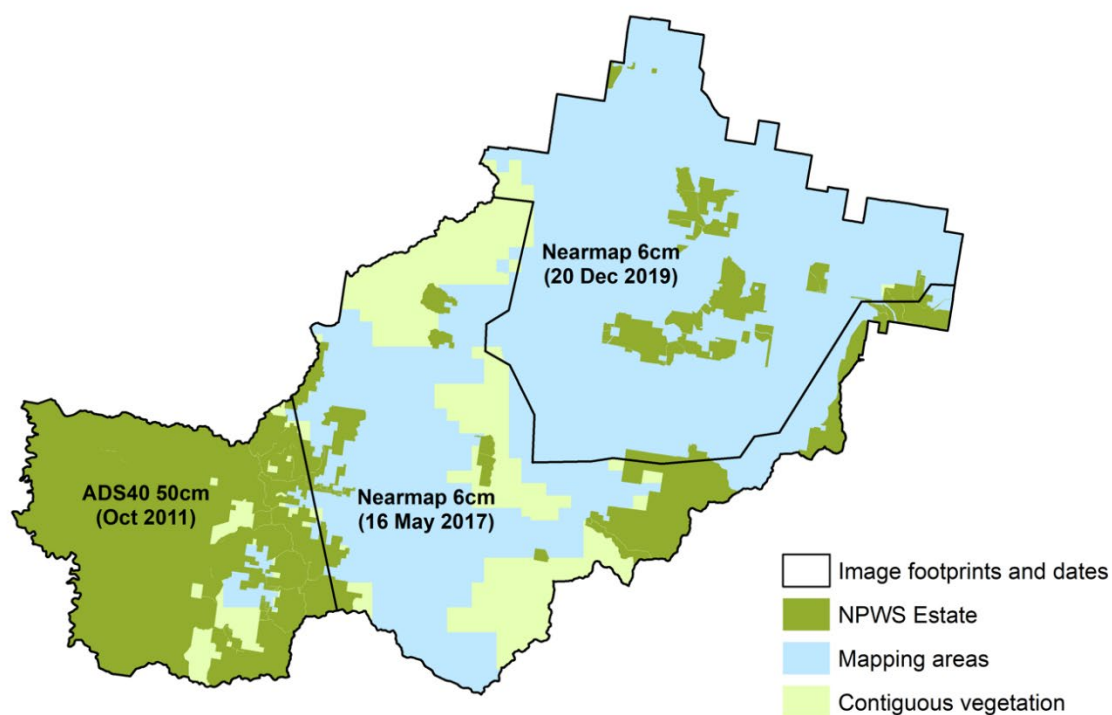 Nearmap 6cm
(20 Dec 2019)
ADS40 50cm
(Oct 2011)
Nearmap 6cm
(16 May 2017)
Image footprints and dates
NPWS Estate
Mapping areas
Contiguous vegetation